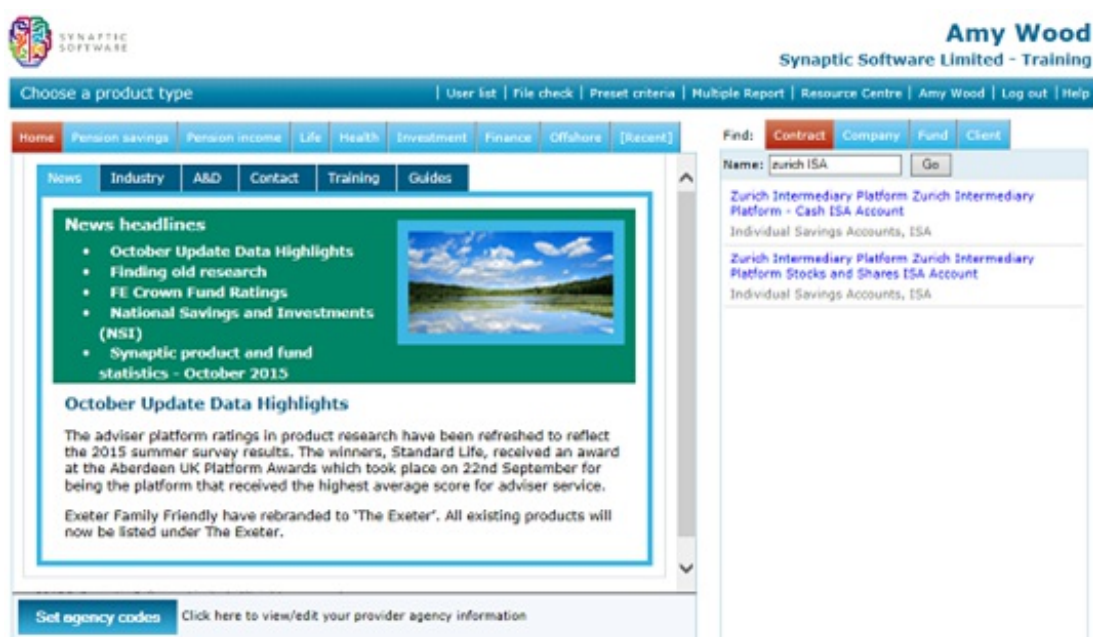 SYNAPTIC
SOFTWARE
Amy Wood
Synaptic Software Limited - Training
Choose a product type
| User list | File check | Preset criteria | Multiple Report | Resource Centre | Amy Wood | Log out | Help
Home Pension savings Pension income Life Health Investment Finance Offshore [Recent]
Find: Contract Company Fund Client
Name: zurich ISA Go
News Industry A&D Contact Training Guides
News headlines
• October Update Data Highlights
• Finding old research
• FE Crown Fund Ratings
• National Savings and Investments
(NSI)
• Synaptic product and fund
statistics - October 2015
October Update Data Highlights
The adviser platform ratings in product research have been refreshed to reflect
the 2015 summer survey results. The winners, Standard Life, received an award
at the Aberdeen UK Platform Awards which took place on 22nd September for
being the platform that received the highest average score for adviser service.
Exeter Family Friendly have rebranded to 'The Exeter'. All existing products will
now be listed under The Exeter.
Zurich Intermediary Platform Zurich Intermediary
Platform - Cash ISA Account
Individual Savings Accounts, ISA
Zurich Intermediary Platform Zurich Intermediary
Platform Stocks and Shares ISA Account
Individual Savings Accounts, ISA
Set agency codes Click here to view/edit your provider agency information